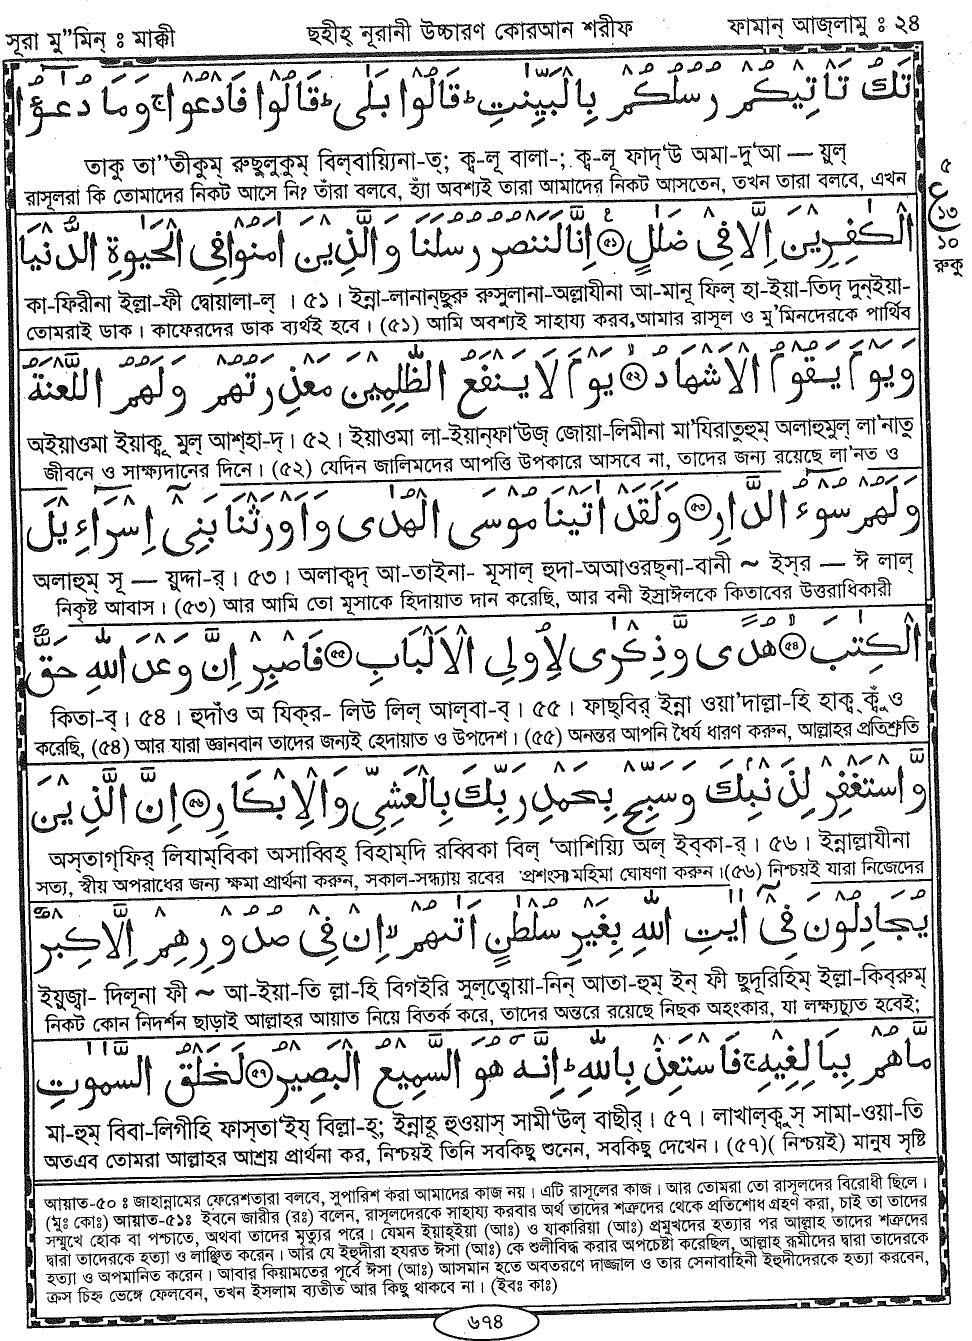 সূরা মু"মিন্ : মাক্কী
ছহীহ্ নূরানী উচ্চারণ কোরআন শরীফ
ফামান্ আজ্‌লামু : ২৪
تَكُ تَأْتِيكُمْ رُسُلُكُمْ بِالْبَيِّنٰتِ ؕ قَالُوْا بَلٰى ؕ قَالُوْا فَادْعُوْا ۚ وَمَا دُعٰٓؤُا
তাকু তা"তীকুম্ রুছুলুকুম্ বিল্‌বায়্যিনা-ত্; ক্ব-লূ বালা-; ক্ব-লূ ফাদ্‘ঊ অমা-দু‘আ — য়ুল্
রাসূলরা কি তোমাদের নিকট আসে নি? তাঁরা বলবে, হ্যাঁ অবশ্যই তারা আমাদের নিকট আসতেন, তখন তারা বলবে, এখন
৫
ع
১৩
১০
রুকু
الْكٰفِرِيْنَ اِلَّا فِيْ ضَلٰلٍ ﴿৫১﴾ اِنَّا لَنَنْصُرُ رُسُلَنَا وَالَّذِيْنَ اٰمَنُوْا فِى الْحَيٰوةِ الدُّنْيَا
কা-ফিরীনা ইল্লা-ফী দ্বোয়ালা-ল্ । ৫১ । ইন্না-লানান্‌ছুরু রুসুলানা-অল্লাযীনা আ-মানূ ফিল্ হা-ইয়া-তিদ্ দুন্‌ইয়া-
তোমরাই ডাক । কাফেরদের ডাক ব্যর্থই হবে । (৫১) আমি অবশ্যই সাহায্য করব, আমার রাসূল ও মু'মিনদেরকে পার্থিব
وَيَوْمَ يَقُوْمُ الْاَشْهَادُ ﴿৫২﴾ يَوْمَ لَا يَنْفَعُ الظّٰلِمِيْنَ مَعْذِرَتُهُمْ وَلَهُمُ اللَّعْنَةُ
অইয়াওমা ইয়াক্বূ মুল্ আশ্‌হা-দ্ । ৫২ । ইয়াওমা লা-ইয়ান্‌ফা‘উজ্ জোয়া-লিমীনা মা'যিরাতুহুম্ অলাহুমুল্ লা'নাতু
জীবনে ও সাক্ষ্যদানের দিনে । (৫২) যেদিন জালিমদের আপত্তি উপকারে আসবে না, তাদের জন্য রয়েছে লা'নত ও
وَلَهُمْ سُوْٓءُ الدَّارِ ﴿৫৩﴾ وَلَقَدْ اٰتَيْنَا مُوْسَى الْهُدٰى وَاَوْرَثْنَا بَنِيْٓ اِسْرَآءِيْلَ
অলাহুম্ সূ — য়ুদ্দা-র্ । ৫৩ । অলাক্বদ্ আ-তাইনা- মূসাল্ হুদা-অআওরছ্‌না-বানী ~ ইস্‌র — ঈ লাল্
নিকৃষ্ট আবাস । (৫৩) আর আমি তো মূসাকে হিদায়াত দান করেছি, আর বনী ইস্রাঈলকে কিতাবের উত্তরাধিকারী
الْكِتٰبَ ﴿৫৪﴾ هُدًى وَّذِكْرٰى لِاُولِى الْاَلْبَابِ ﴿৫৫﴾ فَاصْبِرْ اِنَّ وَعْدَ اللّٰهِ حَقٌّ
কিতা-ব্ । ৫৪ । হুদাঁও অ যিক্‌র- লিউ লিল্ আল্‌বা-ব্ । ৫৫ । ফাছ্‌বির্ ইন্না ওয়া'দাল্লা-হি হাক্ব্ ক্বুঁও
করেছি, (৫৪) আর যারা জ্ঞানবান তাদের জন্যই হেদায়াত ও উপদেশ । (৫৫) অনন্তর আপনি ধৈর্য ধারণ করুন, আল্লাহর প্রতিশ্রুতি
وَّاسْتَغْفِرْ لِذَنْبِكَ وَسَبِّحْ بِحَمْدِ رَبِّكَ بِالْعَشِيِّ وَالْاِبْكَارِ ﴿৫৬﴾ اِنَّ الَّذِيْنَ
অস্‌তাগ্‌ফির্ লিযাম্‌বিকা অসাব্বিহ্ বিহাম্‌দি রব্বিকা বিল্ ‘আশিয়্যি অল্ ইব্‌কা-র্ । ৫৬ । ইন্নাল্লাযীনা
সত্য, স্বীয় অপরাধের জন্য ক্ষমা প্রার্থনা করুন, সকাল-সন্ধ্যায় রবের প্রশংসা মহিমা ঘোষণা করুন । (৫৬) নিশ্চয়ই যারা নিজেদের
يُجَادِلُوْنَ فِيْٓ اٰيٰتِ اللّٰهِ بِغَيْرِ سُلْطٰنٍ اَتٰىهُمْ ۙ اِنْ فِيْ صُدُوْرِهِمْ اِلَّا كِبْرٌ
ইয়ুজ্বা- দিলূনা ফী ~ আ-ইয়া-তি ল্লা-হি বিগইরি সুল্‌ত্বোয়া-নিন্ আতা-হুম্ ইন্ ফী ছুদূরিহিম্ ইল্লা-কিব্‌রুম্
নিকট কোন নিদর্শন ছাড়াই আল্লাহর আয়াত নিয়ে বিতর্ক করে, তাদের অন্তরে রয়েছে নিছক অহংকার, যা লক্ষ্যচ্যুত হবেই;
مَّا هُمْ بِبَالِغِيْهِ ۚ فَاسْتَعِذْ بِاللّٰهِ ؕ اِنَّهٗ هُوَ السَّمِيْعُ الْبَصِيْرُ ﴿৫৭﴾ لَخَلْقُ السَّمٰوٰتِ
মা-হুম্ বিবা-লিগীহি ফাস্‌তা‘ইয্ বিল্লা-হ্; ইন্নাহূ হুওয়াস্ সামী‘উল্ বাছীর্ । ৫৭ । লাখাল্‌ক্বুস্ সামা-ওয়া-তি
অতএব তোমরা আল্লাহর আশ্রয় প্রার্থনা কর, নিশ্চয়ই তিনি সবকিছু শুনেন, সবকিছু দেখেন । (৫৭)( নিশ্চয়ই) মানুষ সৃষ্টি
আয়াত-৫০ : জাহান্নামের ফেরেশতারা বলবে, সুপারিশ করা আমাদের কাজ নয় । এটি রাসূলের কাজ । আর তোমরা তো রাসূলদের বিরোধী ছিলে ।
(মুঃ কোঃ) আয়াত-৫১ঃ ইবনে জারীর (রঃ) বলেন, রাসূলদেরকে সাহায্য করবার অর্থ তাদের শত্রুদের থেকে প্রতিশোধ গ্রহণ করা, চাই তা তাদের
সম্মুখে হোক বা পশ্চাতে, অথবা তাদের মৃত্যুর পরে । যেমন ইয়াহ্ইয়া (আঃ) ও যাকারিয়া (আঃ) প্রমুখদের হত্যার পর আল্লাহ তাদের শত্রুদের
দ্বারা তাদেরকে হত্যা ও লাঞ্ছিত করেন । আর যে ইহুদীরা হযরত ঈসা (আঃ) কে শুলীবিদ্ধ করার অপচেষ্টা করেছিল, আল্লাহ রূমীদের দ্বারা তাদেরকে
হত্যা ও অপমানিত করেন । আবার কিয়ামতের পূর্বে ঈসা (আঃ) আসমান হতে অবতরণে দাজ্জাল ও তার সেনাবাহিনী ইহুদীদেরকে হত্যা করবেন,
ক্রস চিহ্ন ভেঙ্গে ফেলবেন, তখন ইসলাম ব্যতীত আর কিছু থাকবে না । (ইবঃ কাঃ)
৬৭৪